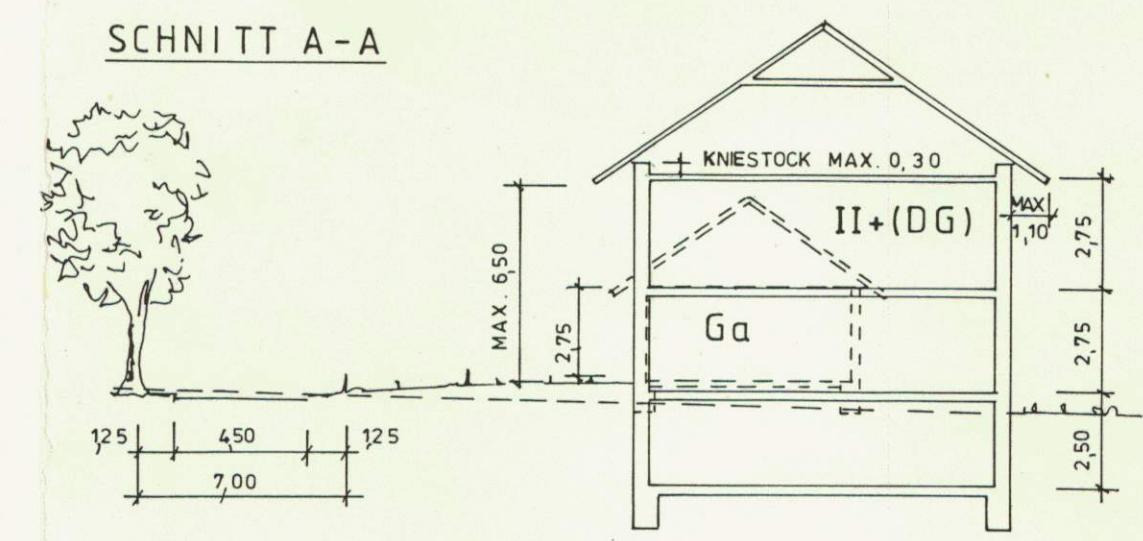 SCHNITT A-A
KNIESTOCK MAX. 0,30
II+(DG)
MAX
1,10
2,75
MAX. 6,50
2,75
Ga
2,75
1,25
4,50
1,25
7,00
2,50